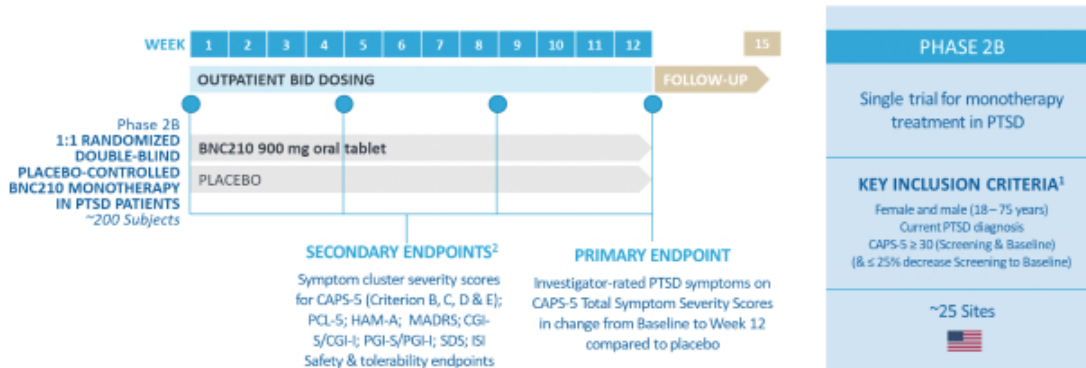 WEEK 1 2 3 4 5 6 7 8 9 10 11 12 15
OUTPATIENT BID DOSING
FOLLOW-UP
Phase 2B
1:1 RANDOMIZED
DOUBLE-BLIND
PLACEBO-CONTROLLED
BNC210 MONOTHERAPY
IN PTSD PATIENTS
~200 Subjects
BNC210 900 mg oral tablet
PLACEBO
SECONDARY ENDPOINTS²
Symptom cluster severity scores
for CAPS-5 (Criterion B, C, D & E);
PCL-5; HAM-A; MADRS; CGI-
S/CGI-I; PGI-S/PGI-I; SDS; ISI
Safety & tolerability endpoints
PRIMARY ENDPOINT
Investigator-rated PTSD symptoms on
CAPS-5 Total Symptom Severity Scores
in change from Baseline to Week 12
compared to placebo
PHASE 2B
Single trial for monotherapy
treatment in PTSD
KEY INCLUSION CRITERIA¹
Female and male (18 – 75 years)
Current PTSD diagnosis
CAPS-5 ≥ 30 (Screening & Baseline)
(& ≤ 25% decrease Screening to Baseline)
~25 Sites